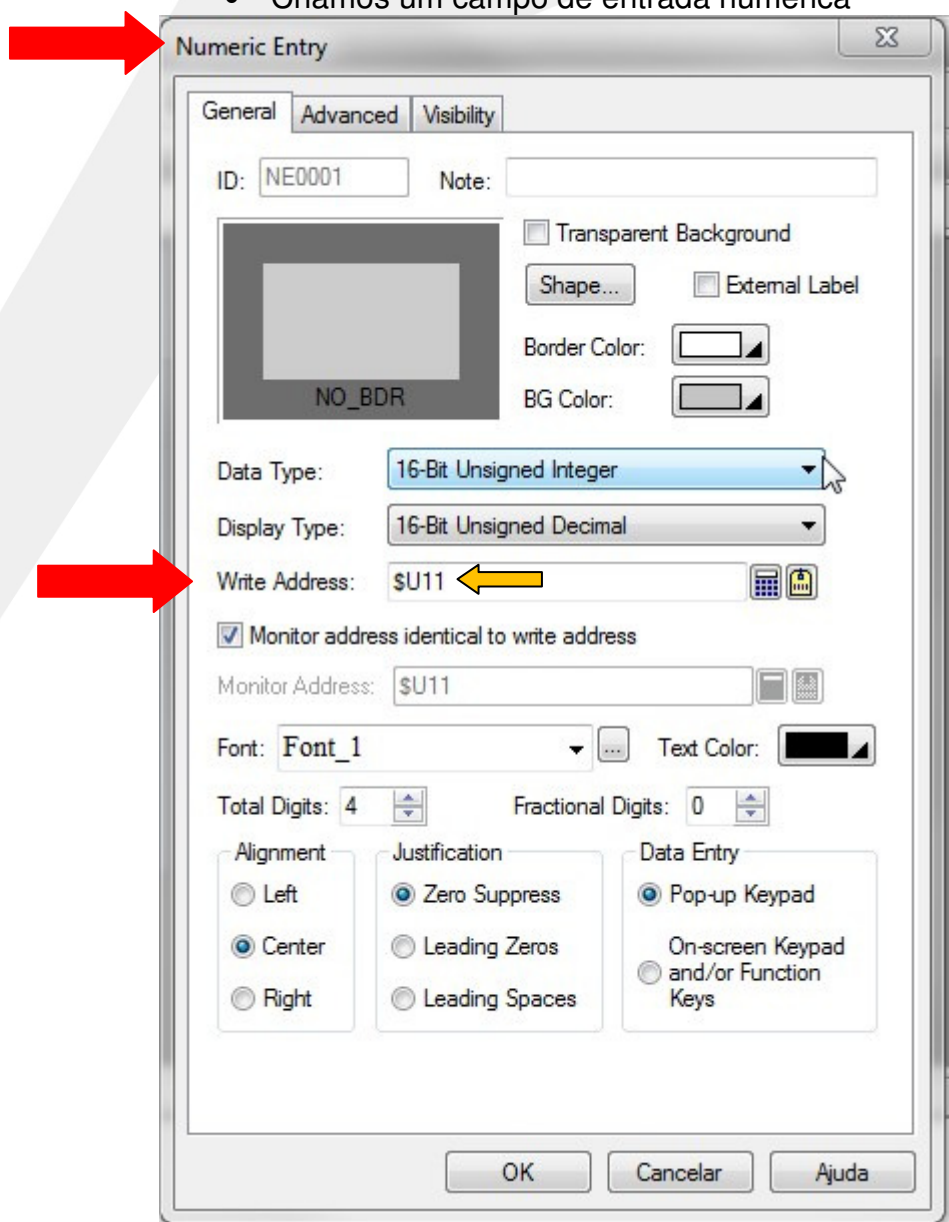 Criamos um campo de entrada numérica
Numeric Entry
General Advanced Visibility
ID: NE0001 Note:
Transparent Background
Shape... External Label
Border Color:
NO_BDR
BG Color:
Data Type: 16-Bit Unsigned Integer
Display Type: 16-Bit Unsigned Decimal
Write Address: $U11
Monitor address identical to write address
Monitor Address: $U11
Font: Font_1 ... Text Color:
Total Digits: 4 Fractional Digits: 0
Alignment Justification Data Entry
Left Zero Suppress Pop-up Keypad
Center Leading Zeros On-screen Keypad
and/or Function
Right Leading Spaces Keys
OK Cancelar Ajuda